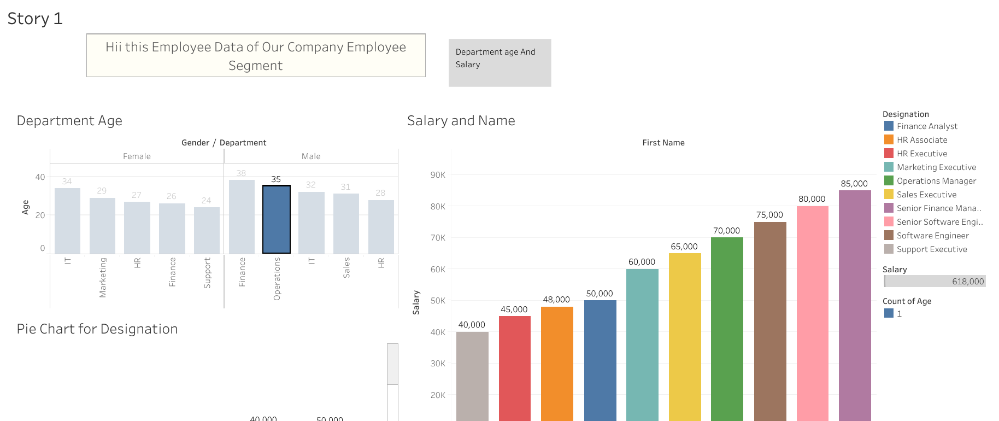 Story 1
Hii this Employee Data of Our Company Employee
Segment
Department age And
Salary
Department Age
Gender / Department
Female
Male
Age
40
20
0
34
29
27
26
24
38
35
32
31
28
IT
Marketing
HR
Finance
Support
Finance
Operations
IT
Sales
HR
Pie Chart for Designation
40,000
50,000
Salary and Name
First Name
Salary
90K
80K
70K
60K
50K
40K
30K
20K
40,000
45,000
48,000
50,000
60,000
65,000
70,000
75,000
80,000
85,000
Designation
Finance Analyst
HR Associate
HR Executive
Marketing Executive
Operations Manager
Sales Executive
Senior Finance Mana..
Senior Software Engi..
Software Engineer
Support Executive
Salary
618,000
Count of Age
1